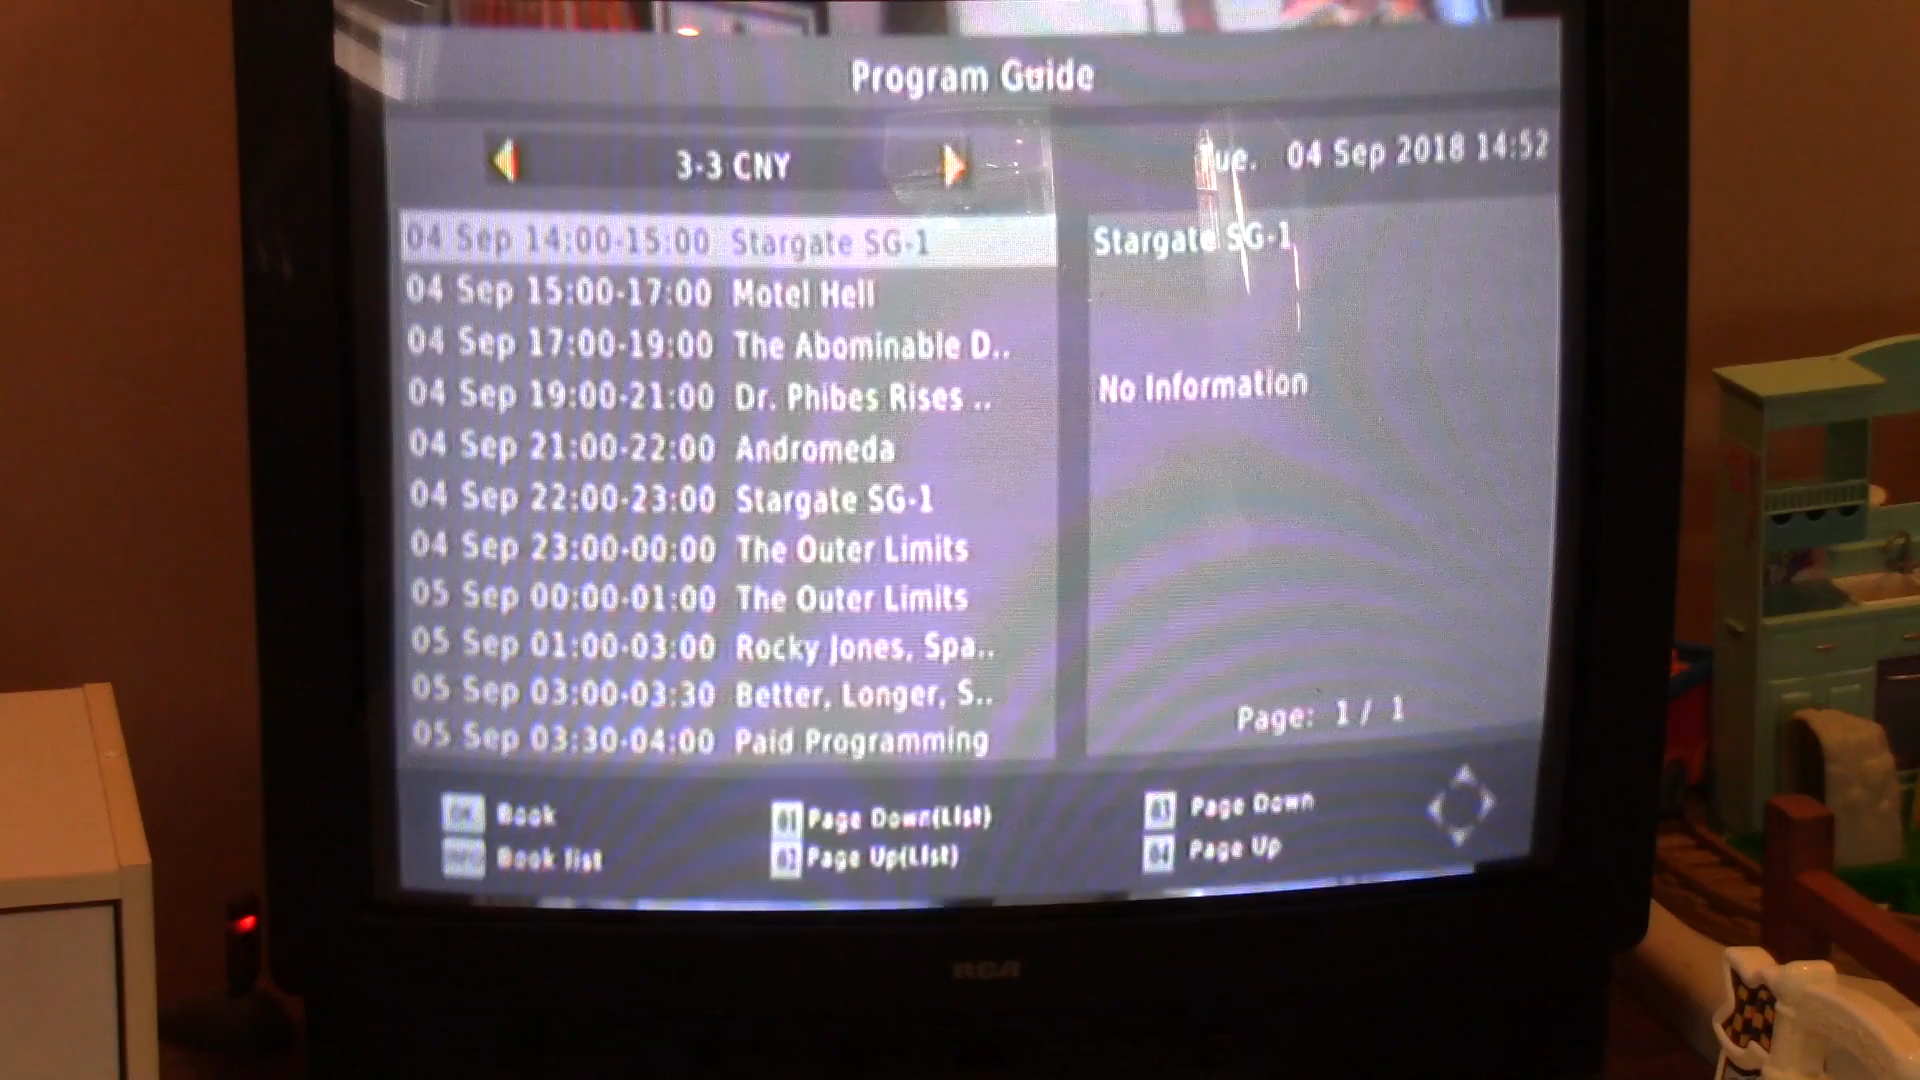 Program Guide
3-3 CNY
Tue. 04 Sep 2018 14:52
04 Sep 14:00-15:00 Stargate SG-1
04 Sep 15:00-17:00 Motel Hell
04 Sep 17:00-19:00 The Abominable D..
04 Sep 19:00-21:00 Dr. Phibes Rises ..
04 Sep 21:00-22:00 Andromeda
04 Sep 22:00-23:00 Stargate SG-1
04 Sep 23:00-00:00 The Outer Limits
05 Sep 00:00-01:00 The Outer Limits
05 Sep 01:00-03:00 Rocky Jones, Spa..
05 Sep 03:00-03:30 Better, Longer, S..
05 Sep 03:30-04:00 Paid Programming
Stargate SG-1
No Information
Page: 1 / 1
OK Book
01 Page Down(List)
03 Page Down
Book list
02 Page Up(List)
04 Page Up
RCA